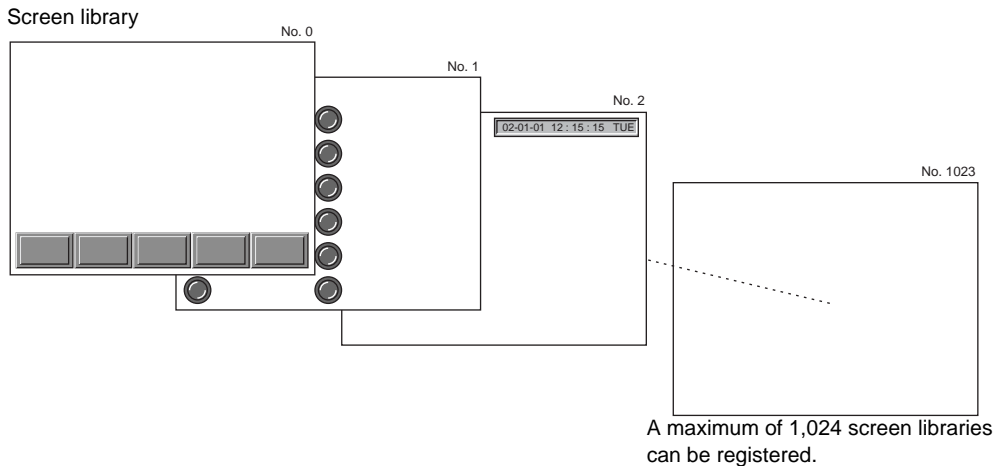 Screen library
No. 0
No. 1
No. 2
02-01-01 12 : 15 : 15 TUE
No. 1023
A maximum of 1,024 screen libraries
can be registered.